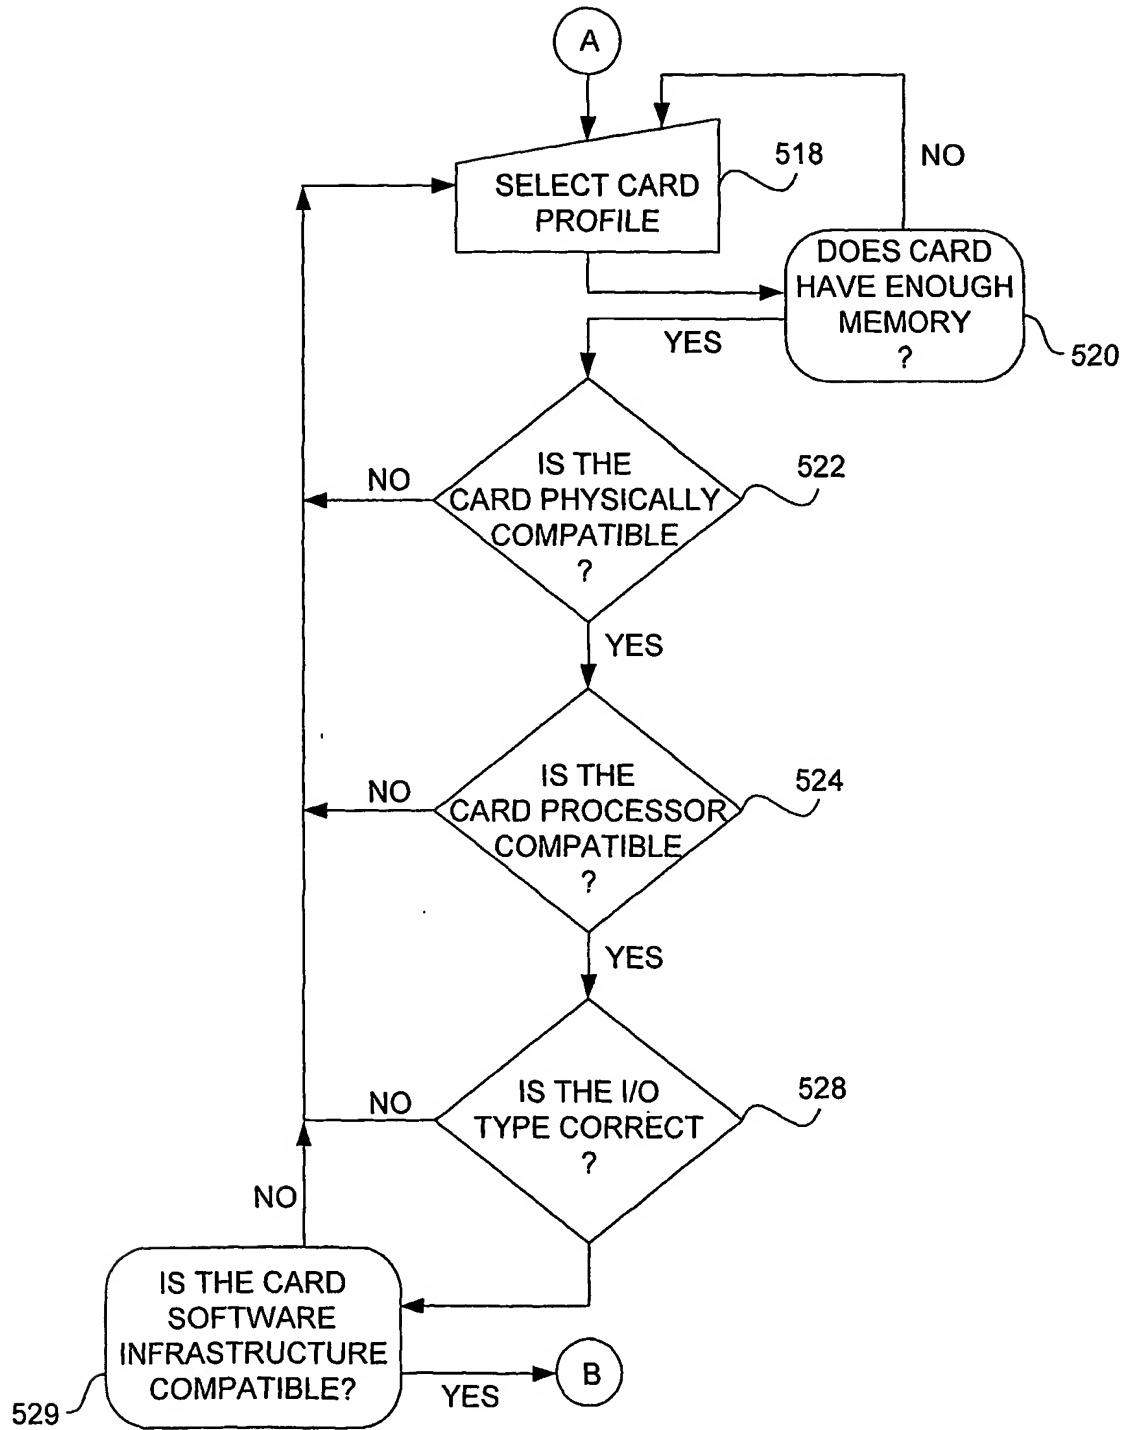 A
518
NO
SELECT CARD
PROFILE
DOES CARD
HAVE ENOUGH
MEMORY
?
520
YES
522
IS THE
CARD PHYSICALLY
COMPATIBLE
?
NO
YES
524
IS THE
CARD PROCESSOR
COMPATIBLE
?
NO
YES
528
IS THE I/O
TYPE CORRECT
?
NO
NO
IS THE CARD
SOFTWARE
INFRASTRUCTURE
COMPATIBLE?
529
YES
B